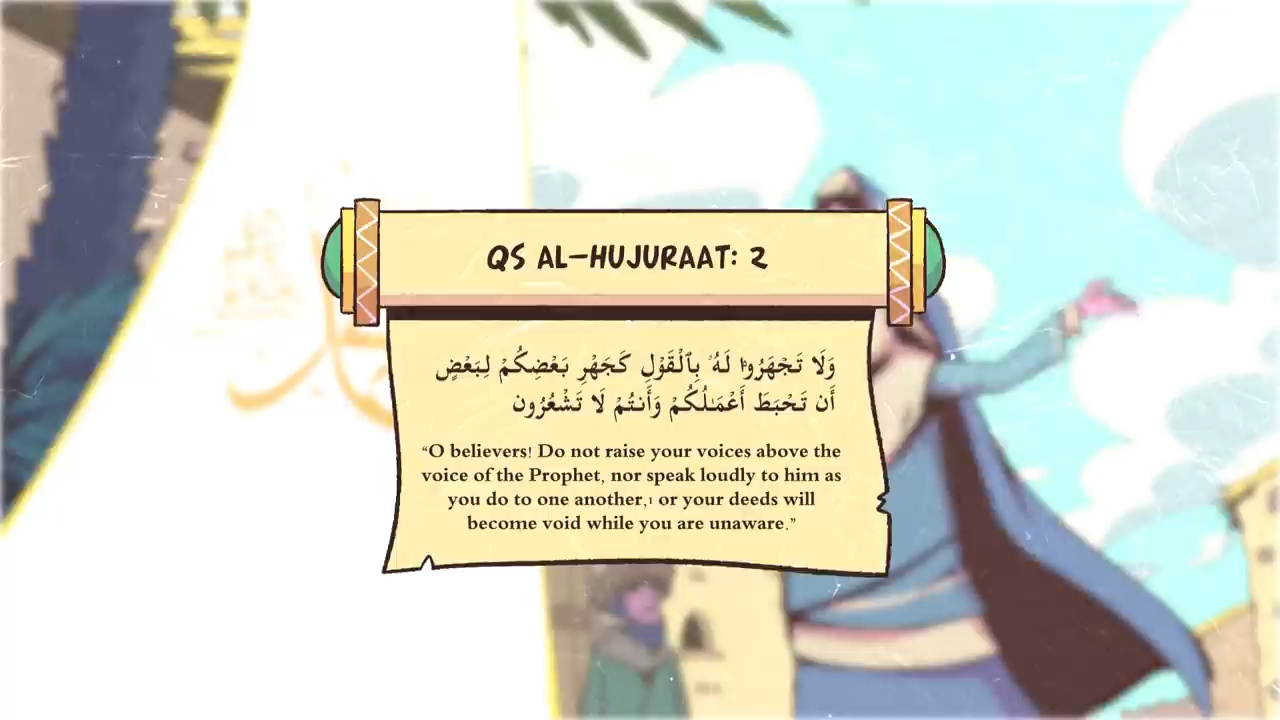 QS AL-HUJURAAT: 2
وَلَا تَجْهَرُوا۟ لَهُۥ بِٱلْقَوْلِ كَجَهْرِ بَعْضِكُمْ لِبَعْضٍ
أَن تَحْبَطَ أَعْمَـٰلُكُمْ وَأَنتُمْ لَا تَشْعُرُون
“O believers! Do not raise your voices above the
voice of the Prophet, nor speak loudly to him as
you do to one another,¹ or your deeds will
become void while you are unaware.”